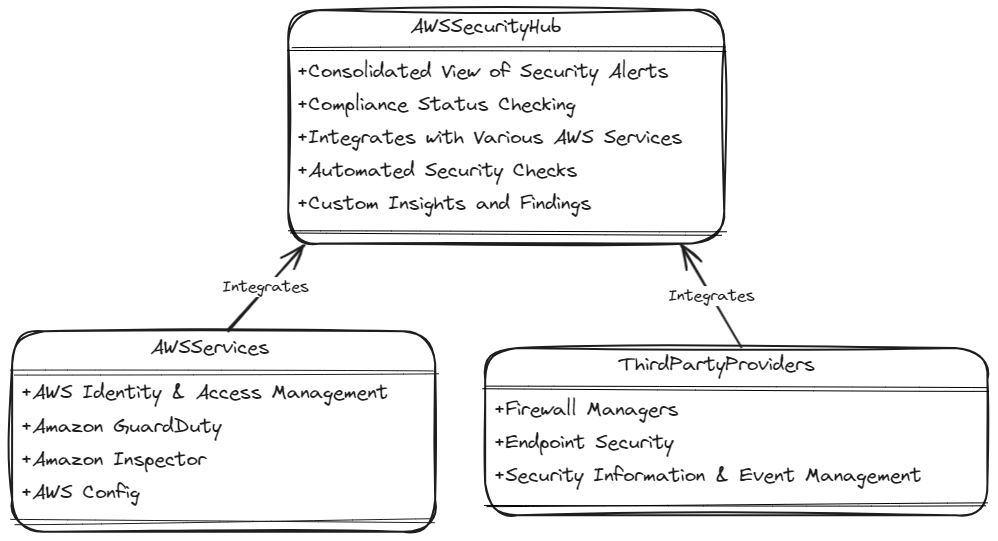 AWSSecurityHub
+Consolidated View of Security Alerts
+Compliance Status Checking
+Integrates with Various AWS Services
+Automated Security Checks
+Custom Insights and Findings
Integrates
Integrates
AWSServices
+AWS Identity & Access Management
+Amazon GuardDuty
+Amazon Inspector
+AWS Config
ThirdPartyProviders
+Firewall Managers
+Endpoint Security
+Security Information & Event Management